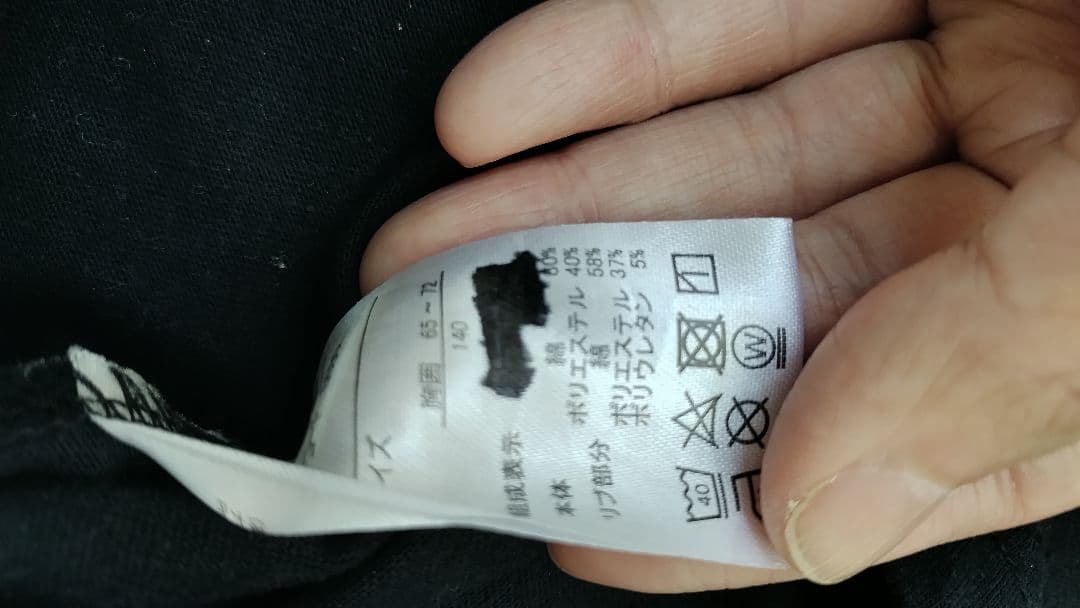 イズ
胸囲 65～72
140
組成表示
本体 綿 60%
ポリエステル 40%
リブ部分 綿 58%
ポリエステル 37%
ポリウレタン 5%
40
W